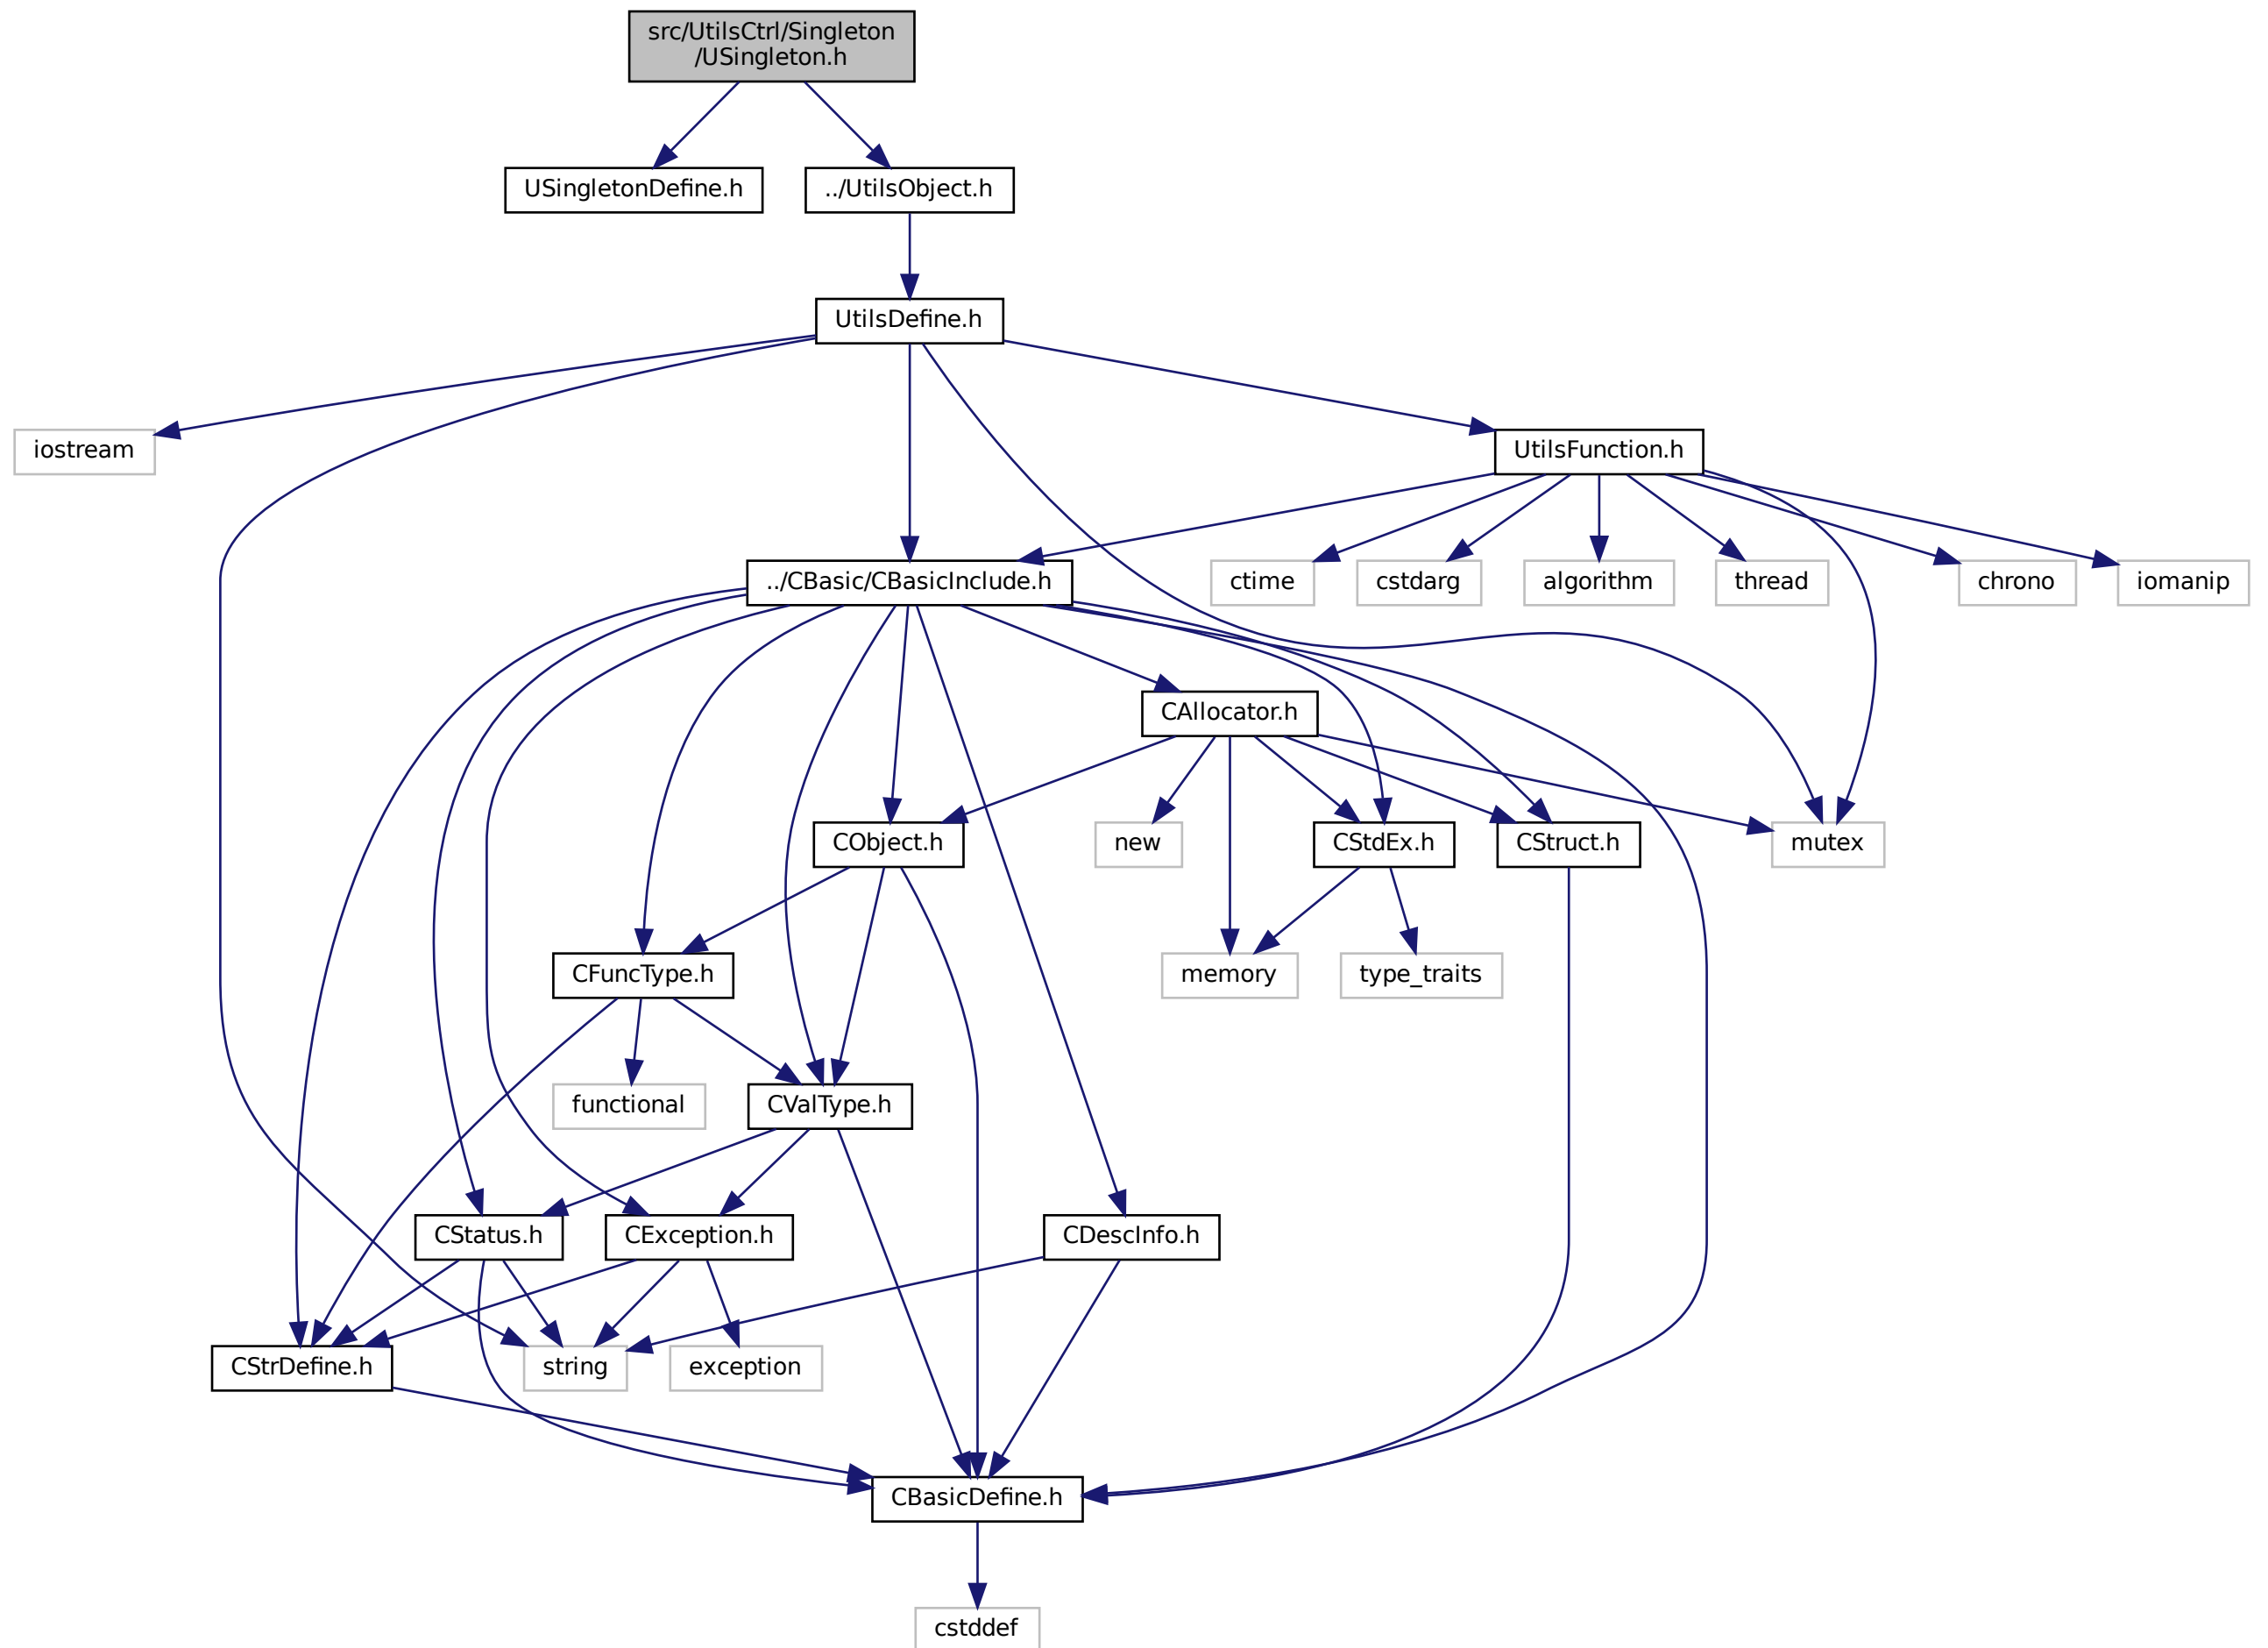 src/UtilsCtrl/Singleton
/USingleton.h
USingletonDefine.h
../UtilsObject.h
UtilsDefine.h
iostream
UtilsFunction.h
../CBasic/CBasicInclude.h
ctime
cstdarg
algorithm
thread
chrono
iomanip
CAllocator.h
CObject.h
new
CStdEx.h
CStruct.h
mutex
CFuncType.h
memory
type_traits
functional
CValType.h
CStatus.h
CException.h
CDescInfo.h
CStrDefine.h
string
exception
CBasicDefine.h
cstddef